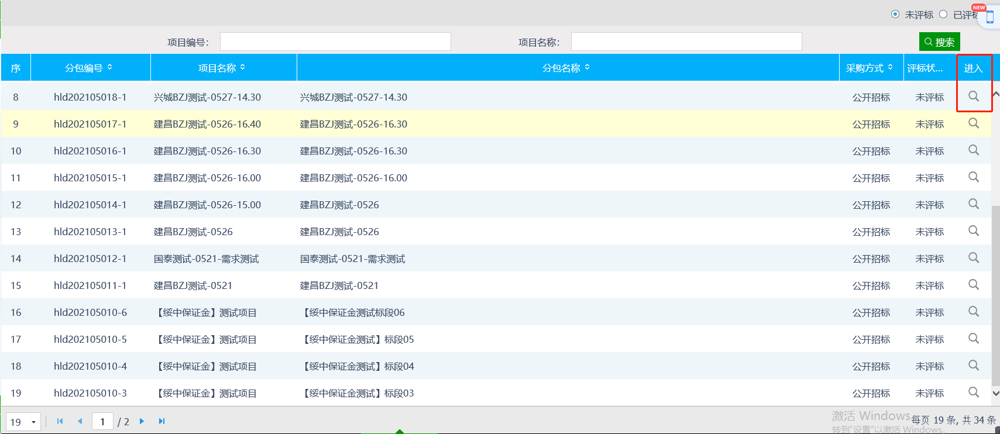 未评标 已评标 NEW
项目编号： 项目名称： 搜索
序 分包编号 项目名称 分包名称 采购方式 评标状... 进入
8 hld202105018-1 兴城BZJ测试-0527-14.30 兴城BZJ测试-0527-14.30 公开招标 未评标
9 hld202105017-1 建昌BZJ测试-0526-16.40 建昌BZJ测试-0526-16.30 公开招标 未评标
10 hld202105016-1 建昌BZJ测试-0526-16.30 建昌BZJ测试-0526-16.30 公开招标 未评标
11 hld202105015-1 建昌BZJ测试-0526-16.00 建昌BZJ测试-0526-16.00 公开招标 未评标
12 hld202105014-1 建昌BZJ测试-0526-15.00 建昌BZJ测试-0526 公开招标 未评标
13 hld202105013-1 建昌BZJ测试-0526 建昌BZJ测试-0526 公开招标 未评标
14 hld202105012-1 国泰测试-0521-需求测试 国泰测试-0521-需求测试 公开招标 未评标
15 hld202105011-1 建昌BZJ测试-0521 建昌BZJ测试-0521 公开招标 未评标
16 hld202105010-6 【绥中保证金】测试项目 【绥中保证金测试标段06 公开招标 未评标
17 hld202105010-5 【绥中保证金】测试项目 【绥中保证金测试】标段05 公开招标 未评标
18 hld202105010-4 【绥中保证金】测试项目 【绥中保证金测试】标段04 公开招标 未评标
19 hld202105010-3 【绥中保证金】测试项目 【绥中保证金测试】标段03 公开招标 未评标
19 1 / 2 激活 Windows 每页 19 条, 共 34 条
转到"设置"以激活 Windows。